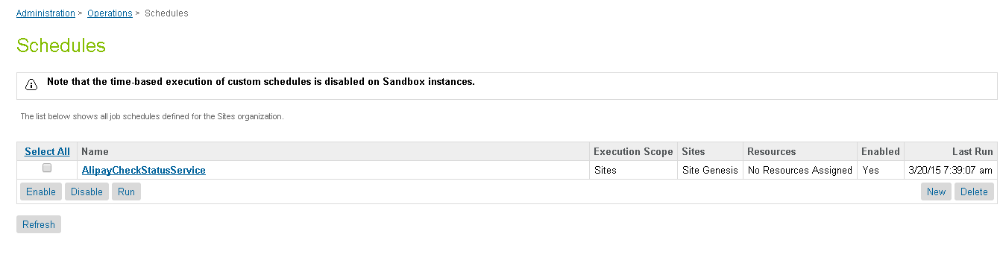 Administration > Operations > Schedules
Schedules
Note that the time-based execution of custom schedules is disabled on Sandbox instances.
The list below shows all job schedules defined for the Sites organization.
Select All Name Execution Scope Sites Resources Enabled Last Run
AlipayCheckStatusService Sites Site Genesis No Resources Assigned Yes 3/20/15 7:39:07 am
Enable Disable Run New Delete
Refresh